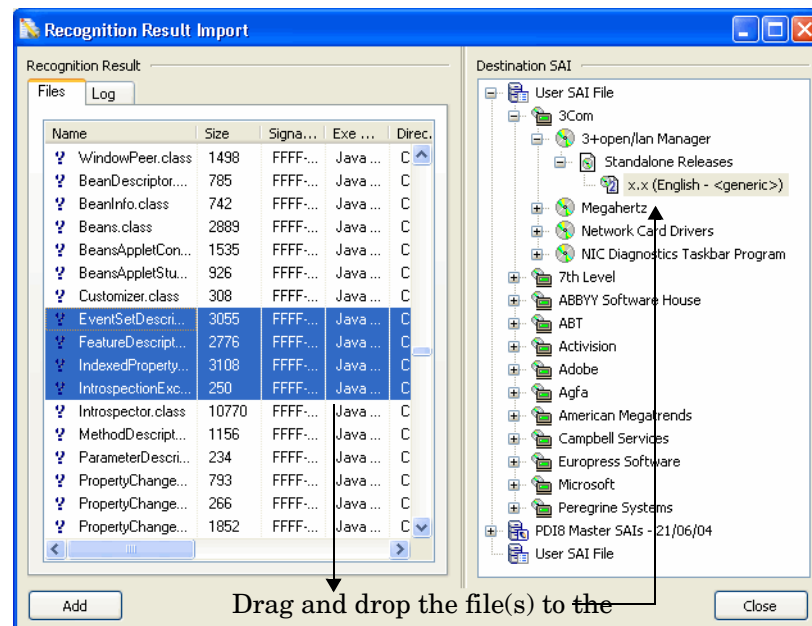 Recognition Result Import
Recognition Result
Files Log
Name Size Signa... Exe ... Direc.
WindowPeer.class 1498 FFFF-... Java ... C
BeanDescriptor.... 785 FFFF-... Java ... C
BeanInfo.class 742 FFFF-... Java ... C
Beans.class 2889 FFFF-... Java ... C
BeansAppletCon... 1535 FFFF-... Java ... C
BeansAppletStu... 926 FFFF-... Java ... C
Customizer.class 308 FFFF-... Java ... C
EventSetDescri... 3055 FFFF-... Java ... C
FeatureDescript... 2776 FFFF-... Java ... C
IndexedProperty... 3108 FFFF-... Java ... C
IntrospectionExc... 250 FFFF-... Java ... C
Introspector.class 10770 FFFF-... Java ... C
MethodDescript... 1156 FFFF-... Java ... C
ParameterDescri... 234 FFFF-... Java ... C
PropertyChange... 793 FFFF-... Java ... C
PropertyChange... 266 FFFF-... Java ... C
PropertyChange... 1852 FFFF-... Java ... C
Destination SAI
User SAI File
3Com
3+open/lan Manager
Standalone Releases
x.x (English - <generic>)
Megahertz
Network Card Drivers
NIC Diagnostics Taskbar Program
7th Level
ABBYY Software House
ABT
Activision
Adobe
Agfa
American Megatrends
Campbell Services
Europress Software
Microsoft
Peregrine Systems
PDI8 Master SAIs - 21/06/04
User SAI File
Add
Drag and drop the file(s) to the
Close